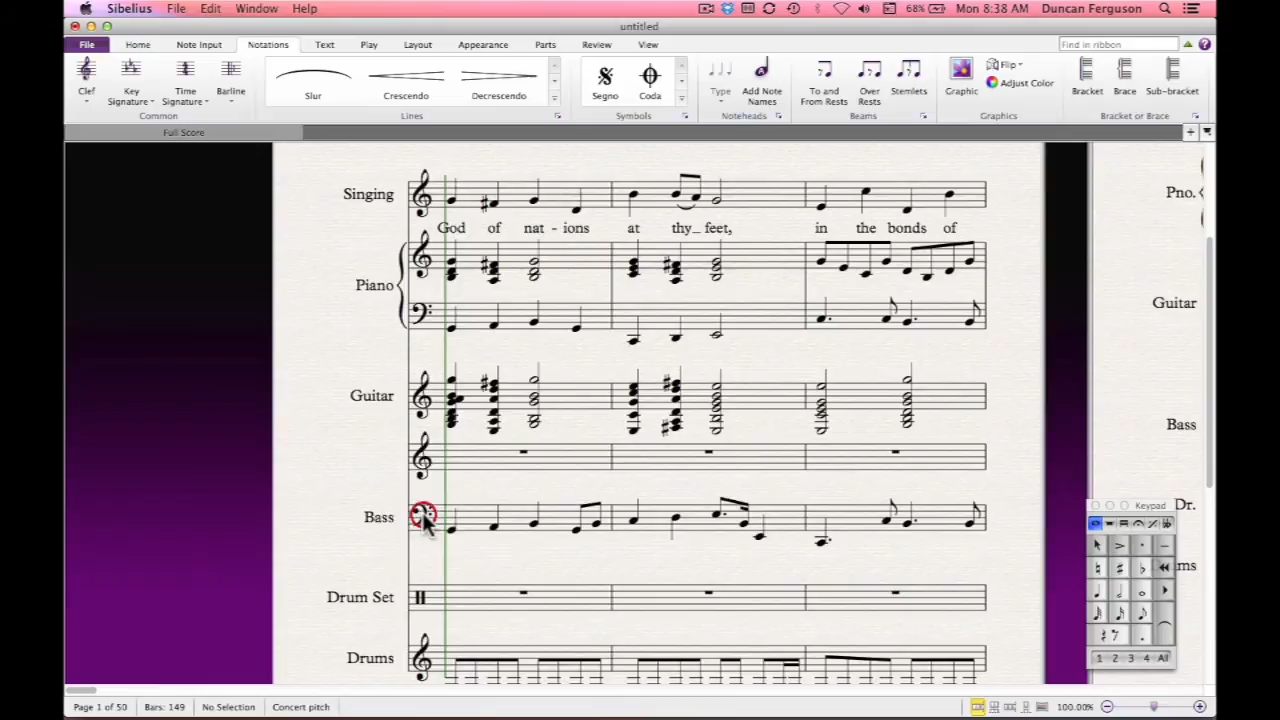 Sibelius File Edit Window Help 68% Mon 8:38 AM Duncan Ferguson
untitled
File Home Note Input Notations Text Play Layout Appearance Parts Review View Find in ribbon
Clef Key Signature Time Signature Barline Slur Crescendo Decrescendo Segno Coda Type Add Note Names To and From Rests Over Rests Stemlets Graphic Flip Adjust Color Bracket Brace Sub-bracket
Common Lines Symbols Noteheads Beams Graphics Bracket or Brace
Full Score
Singing
God of nat - ions at thy_ feet, in the bonds of
Piano
Guitar
Bass
Drum Set
Drums
Pno.
Guitar
Bass
Dr.
ms
Keypad
1 2 3 4 All
Page 1 of 50 Bars: 149 No Selection Concert pitch 100.00%